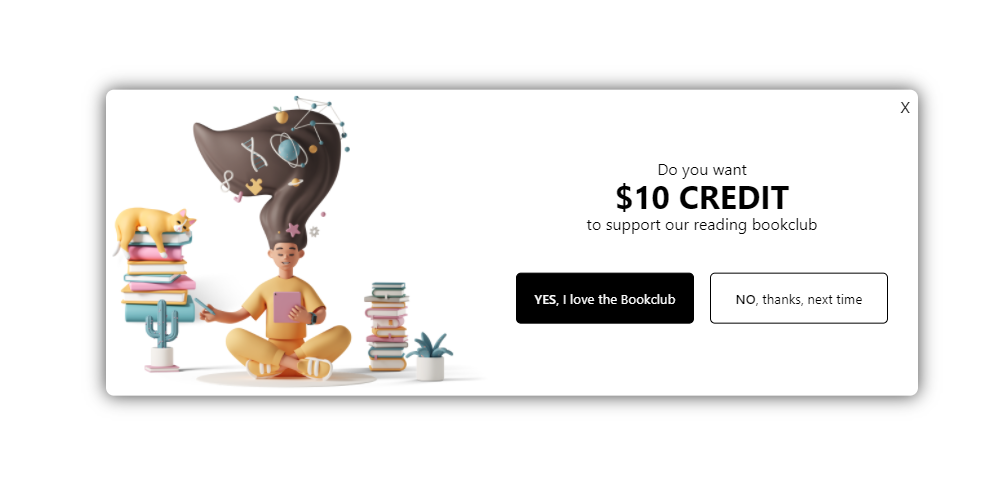 X
Do you want
$10 CREDIT
to support our reading bookclub
YES, I love the Bookclub
NO, thanks, next time